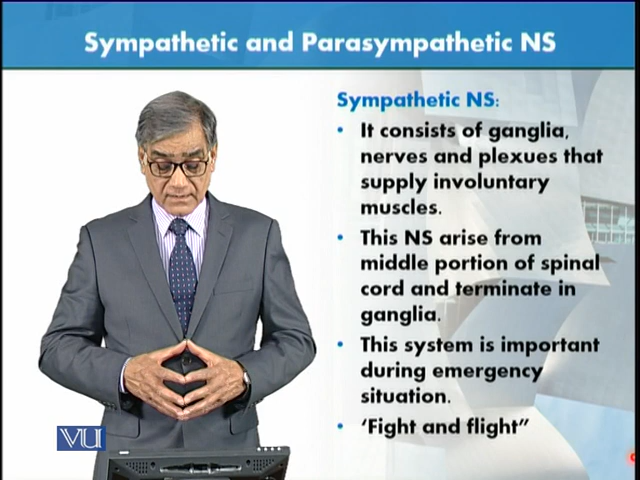 Sympathetic and Parasympathetic NS
Sympathetic NS:
• It consists of ganglia,
nerves and plexues that
supply involuntary
muscles.
• This NS arise from
middle portion of spinal
cord and terminate in
ganglia.
• This system is important
during emergency
situation.
• ‘Fight and flight”
VU